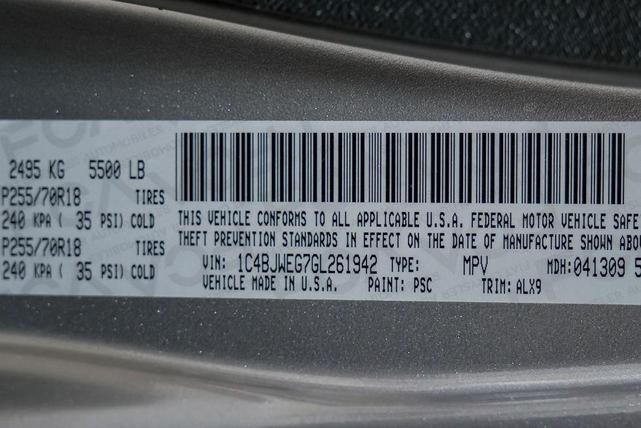 2495 KG 5500 LB
P255/70R18 TIRES
240 KPA ( 35 PSI) COLD
P255/70R18 TIRES
240 KPA ( 35 PSI) COLD
THIS VEHICLE CONFORMS TO ALL APPLICABLE U.S.A. FEDERAL MOTOR VEHICLE SAFE
THEFT PREVENTION STANDARDS IN EFFECT ON THE DATE OF MANUFACTURE SHOWN ABO
VIN: 1C4BJWEG7GL261942 TYPE: MPV MDH:041309 5
VEHICLE MADE IN U.S.A. PAINT: PSC TRIM: ALX9